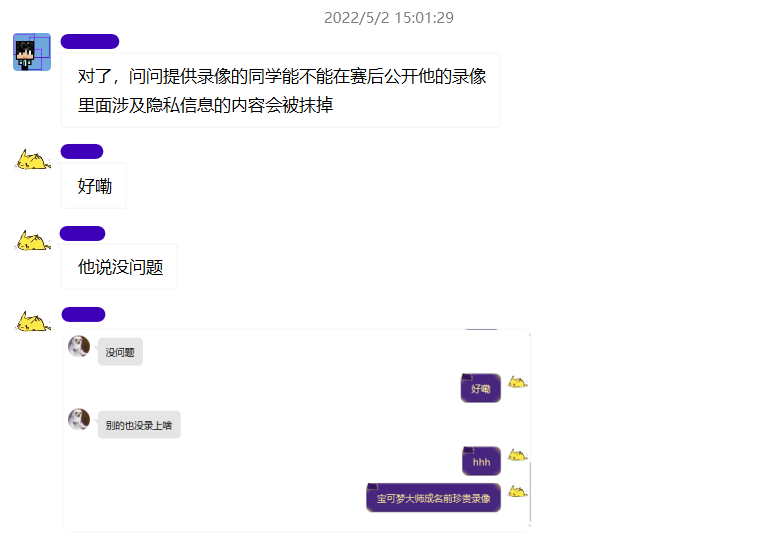 2022/5/2 15:01:29
对了，问问提供录像的同学能不能在赛后公开他的录像
里面涉及隐私信息的内容会被抹掉
好嘞
他说没问题
没问题
好嘞
别的也没录上啥
hhh
宝可梦大师成名前珍贵录像